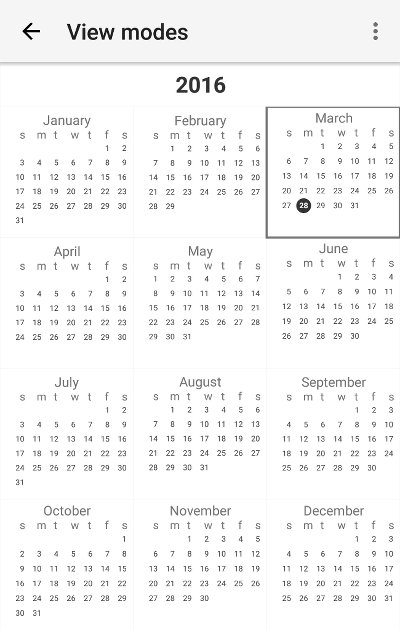 View modes
2016
January
s m t w t f s
1 2
3 4 5 6 7 8 9
10 11 12 13 14 15 16
17 18 19 20 21 22 23
24 25 26 27 28 29 30
31
February
s m t w t f s
1 2 3 4 5 6
7 8 9 10 11 12 13
14 15 16 17 18 19 20
21 22 23 24 25 26 27
28 29
March
s m t w t f s
1 2 3 4 5
6 7 8 9 10 11 12
13 14 15 16 17 18 19
20 21 22 23 24 25 26
27 28 29 30 31
April
s m t w t f s
1 2
3 4 5 6 7 8 9
10 11 12 13 14 15 16
17 18 19 20 21 22 23
24 25 26 27 28 29 30
May
s m t w t f s
1 2 3 4 5 6 7
8 9 10 11 12 13 14
15 16 17 18 19 20 21
22 23 24 25 26 27 28
29 30 31
June
s m t w t f s
1 2 3 4
5 6 7 8 9 10 11
12 13 14 15 16 17 18
19 20 21 22 23 24 25
26 27 28 29 30
July
s m t w t f s
1 2
3 4 5 6 7 8 9
10 11 12 13 14 15 16
17 18 19 20 21 22 23
24 25 26 27 28 29 30
31
August
s m t w t f s
1 2 3 4 5 6
7 8 9 10 11 12 13
14 15 16 17 18 19 20
21 22 23 24 25 26 27
28 29 30 31
September
s m t w t f s
1 2 3
4 5 6 7 8 9 10
11 12 13 14 15 16 17
18 19 20 21 22 23 24
25 26 27 28 29 30
October
s m t w t f s
1
2 3 4 5 6 7 8
9 10 11 12 13 14 15
16 17 18 19 20 21 22
23 24 25 26 27 28 29
30 31
November
s m t w t f s
1 2 3 4 5
6 7 8 9 10 11 12
13 14 15 16 17 18 19
20 21 22 23 24 25 26
27 28 29 30
December
s m t w t f s
1 2 3
4 5 6 7 8 9 10
11 12 13 14 15 16 17
18 19 20 21 22 23 24
25 26 27 28 29 30 31